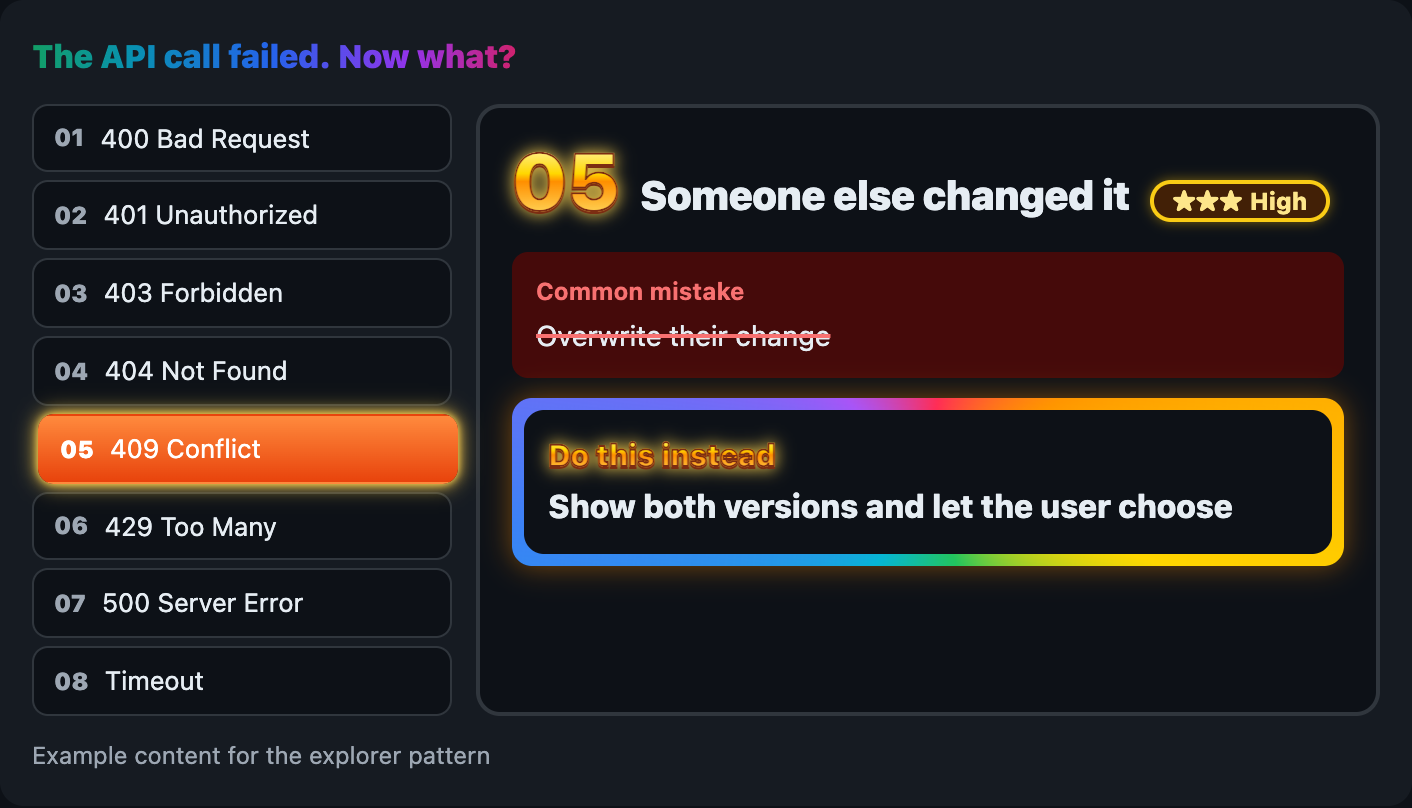 The API call failed. Now what?
01 400 Bad Request
02 401 Unauthorized
03 403 Forbidden
04 404 Not Found
05 409 Conflict
06 429 Too Many
07 500 Server Error
08 Timeout
05 Someone else changed it ★★★ High
Common mistake
Overwrite their change
Do this instead
Show both versions and let the user choose
Example content for the explorer pattern